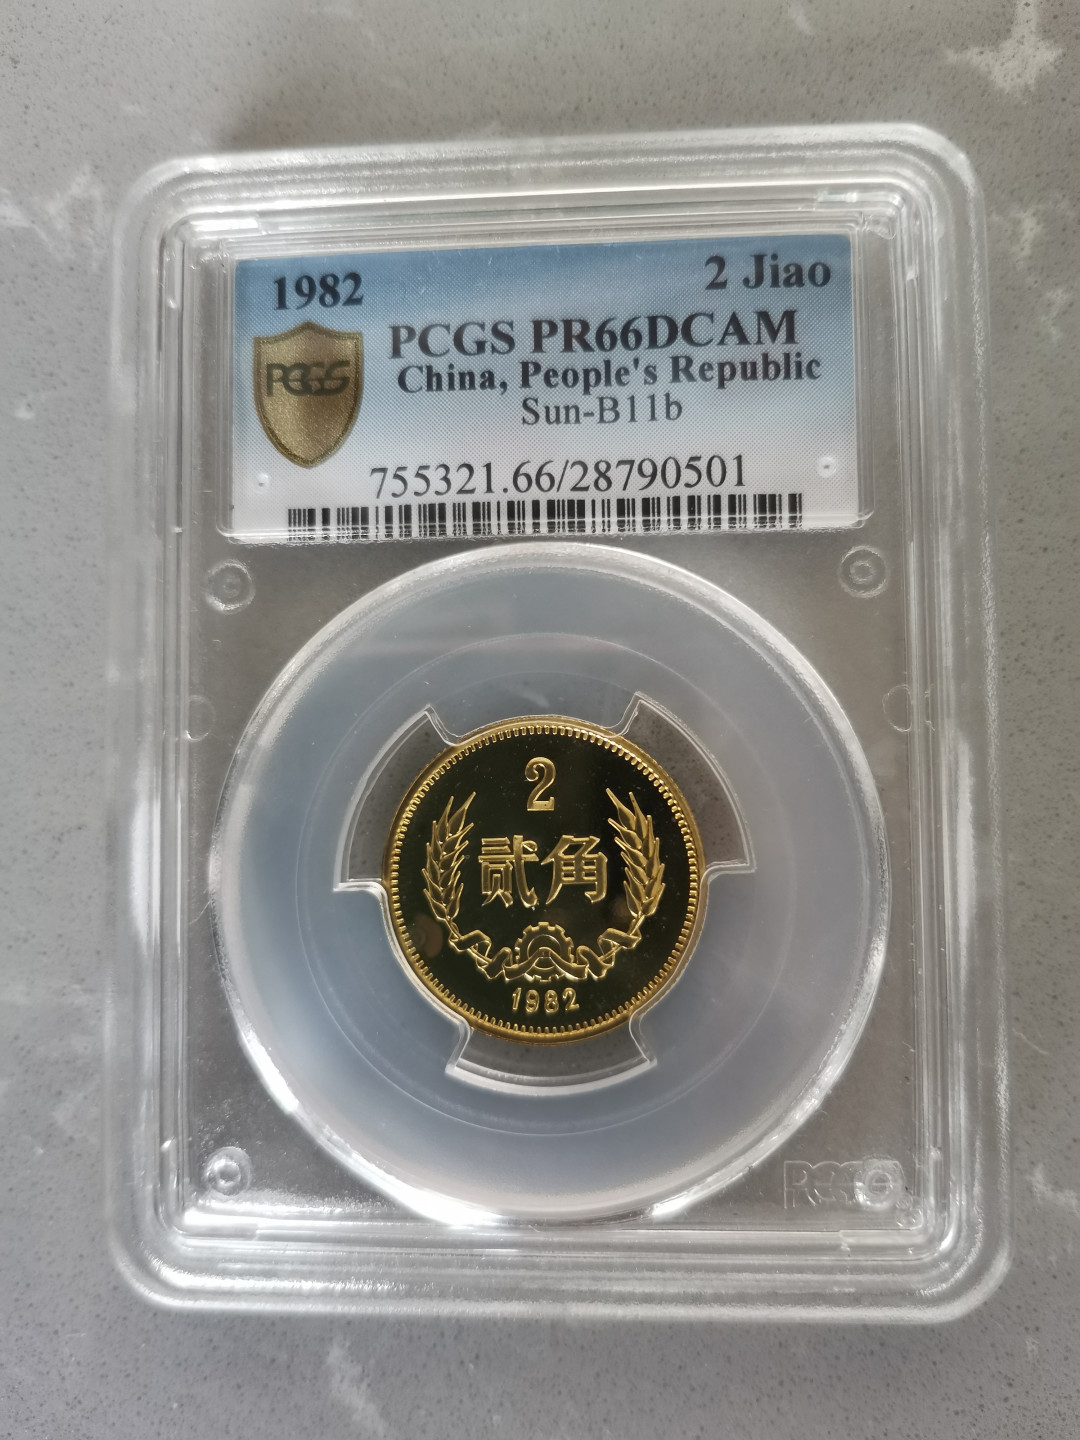 1982 2 Jiao
PCGS PR66DCAM
PCGS China, People's Republic
Sun-B11b
755321.66/28790501
2
贰角
1982
PCGS